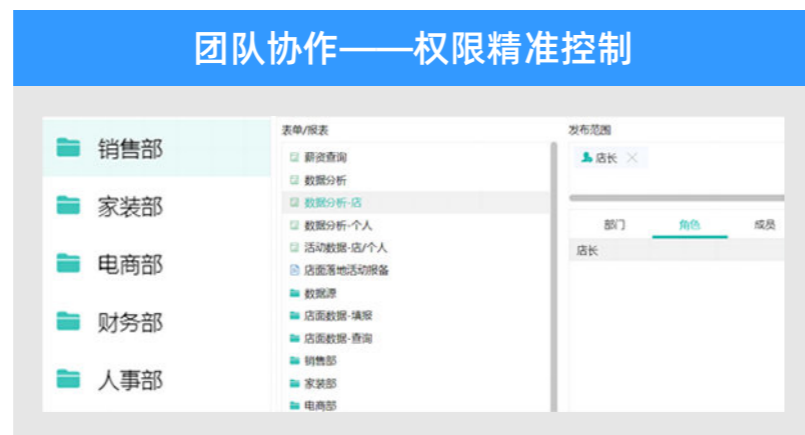 团队协作——权限精准控制
销售部
家装部
电商部
财务部
人事部
表单/报表
薪资查询
数据分析
数据分析-店
数据分析-个人
活动数据-店/个人
店面落地活动报备
数据源
店面数据-填报
店面数据-查询
销售部
家装部
电商部
发布范围
店长
部门 角色 成员
店长